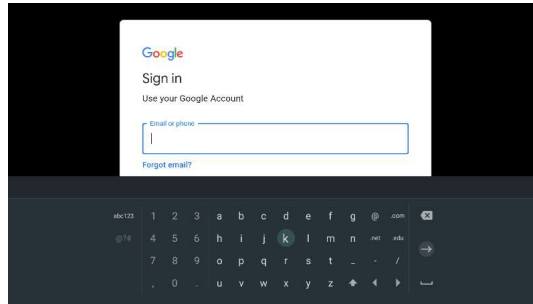 Google
Sign in
Use your Google Account
Email or phone
Forgot email?
abc123 1 2 3 a b c d e f g @ .com
@?# 4 5 6 h i j k l m n .net .edu
7 8 9 o p q r s t _ - /
, 0 . u v w x y z